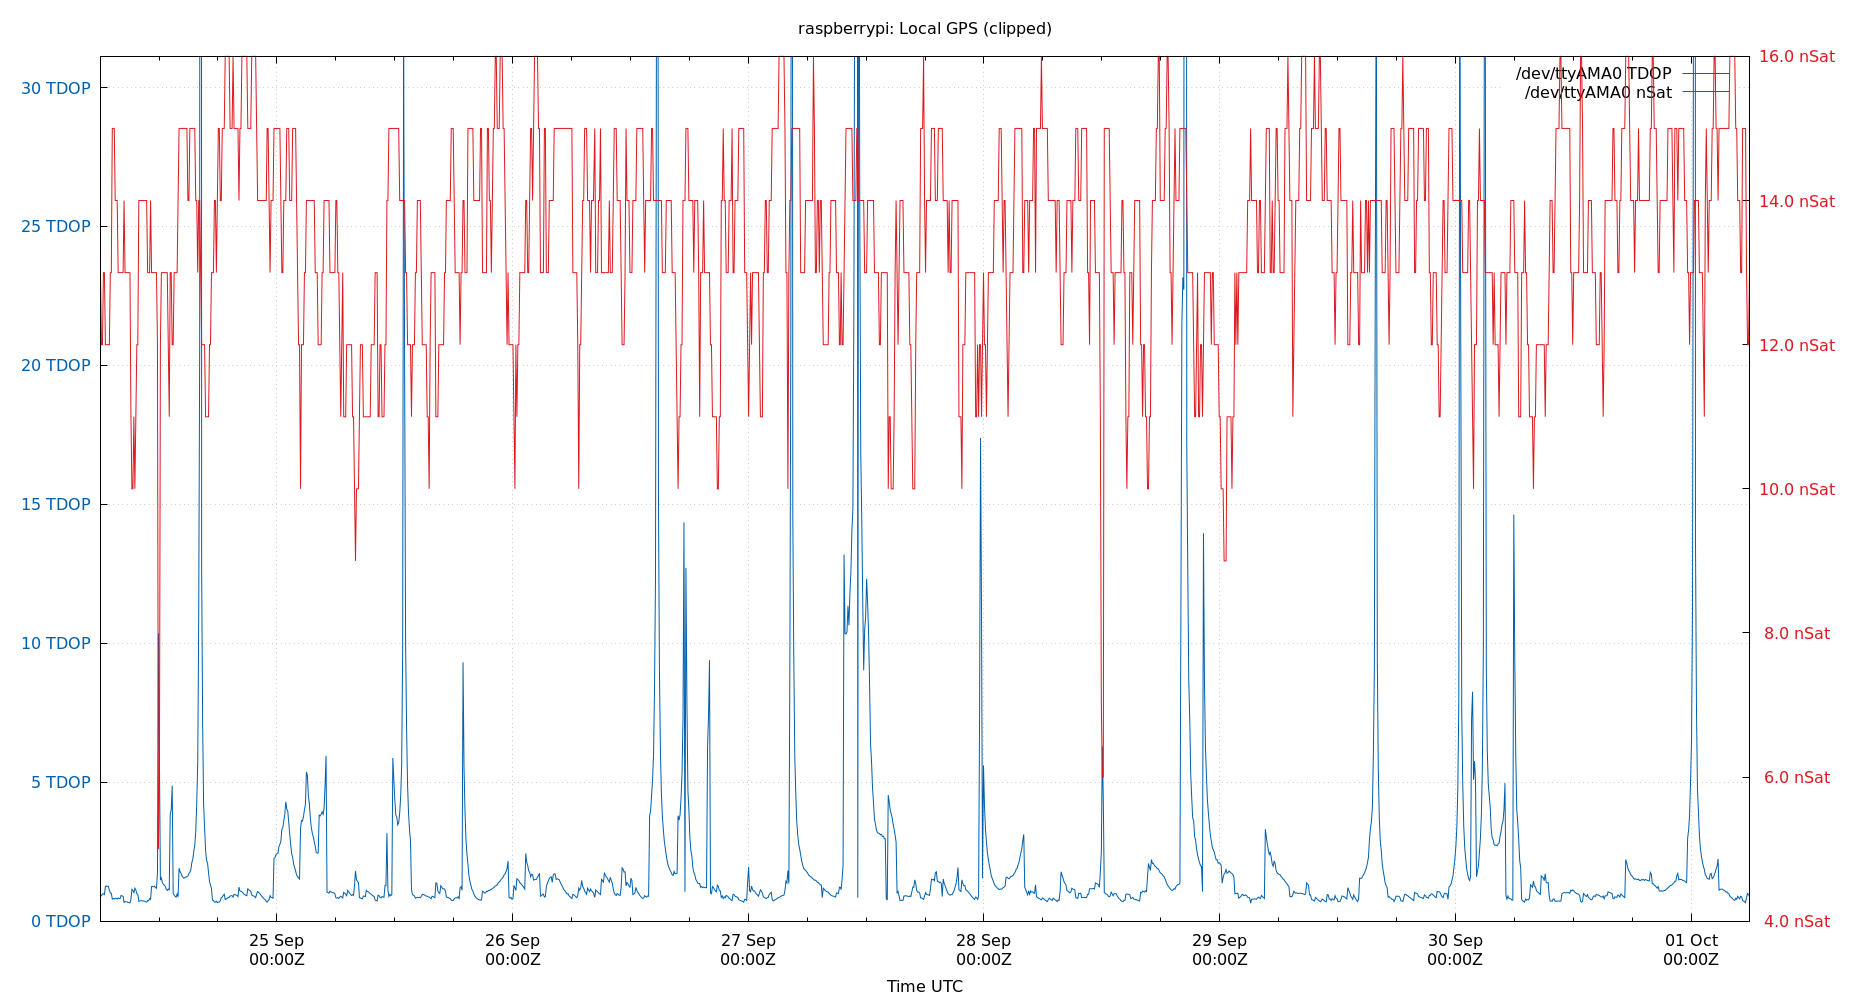 raspberrypi: Local GPS (clipped)
/dev/ttyAMA0 TDOP
/dev/ttyAMA0 nSat
30 TDOP
25 TDOP
20 TDOP
15 TDOP
10 TDOP
5 TDOP
0 TDOP
16.0 nSat
14.0 nSat
12.0 nSat
10.0 nSat
8.0 nSat
6.0 nSat
4.0 nSat
25 Sep
00:00Z
26 Sep
00:00Z
27 Sep
00:00Z
28 Sep
00:00Z
29 Sep
00:00Z
30 Sep
00:00Z
01 Oct
00:00Z
Time UTC